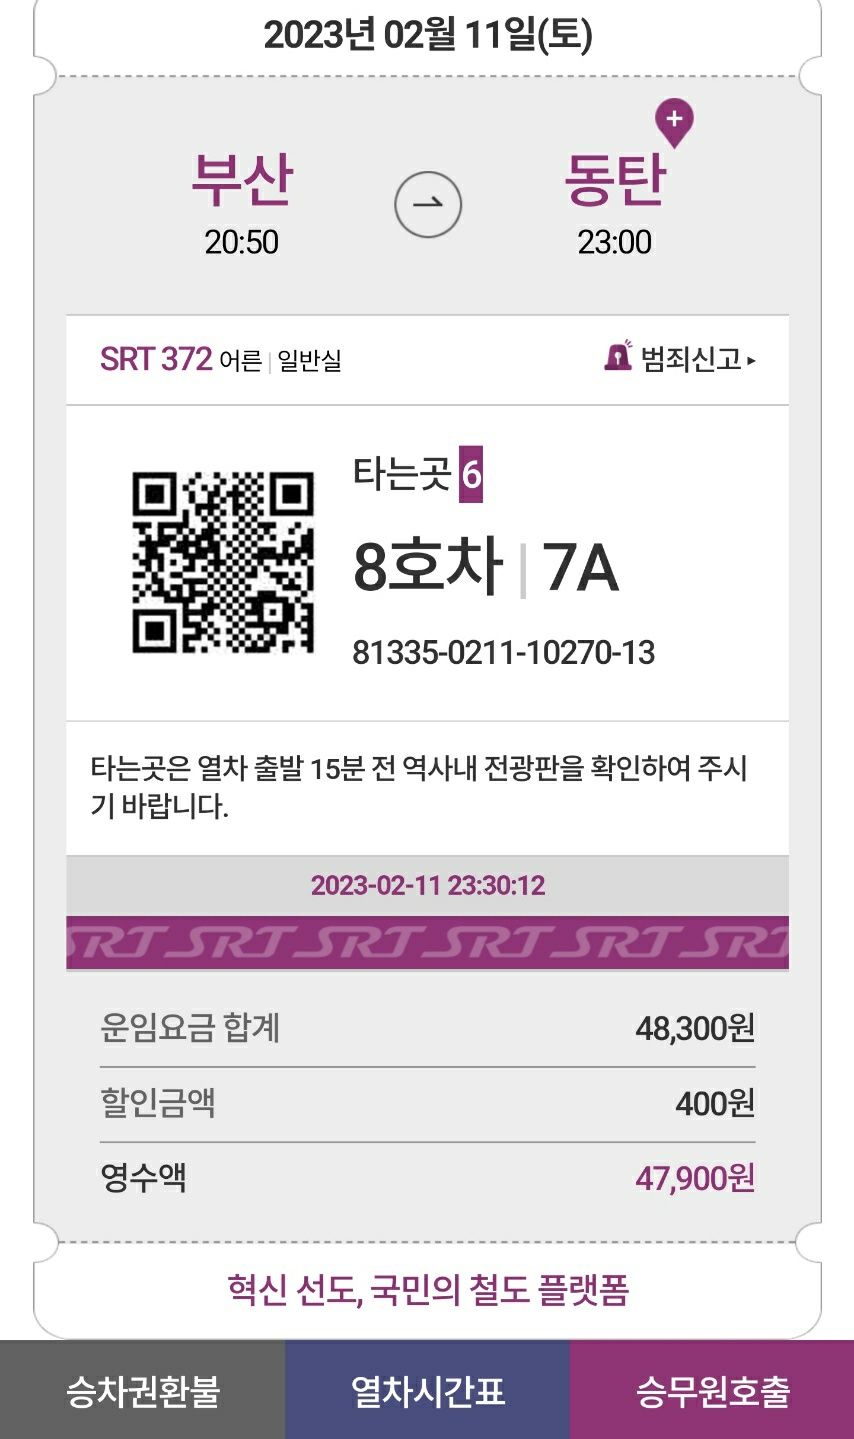 2023년 02월 11일(토)
부산
동탄
20:50
23:00
SRT 372 어른 | 일반실
범죄신고 ▸
타는곳 6
8호차 | 7A
81335-0211-10270-13
타는곳은 열차 출발 15분 전 역사내 전광판을 확인하여 주시
기 바랍니다.
2023-02-11 23:30:12
SRT SRT SRT SRT SRT SRT
운임요금 합계 48,300원
할인금액 400원
영수액 47,900원
혁신 선도, 국민의 철도 플랫폼
승차권환불 열차시간표 승무원호출